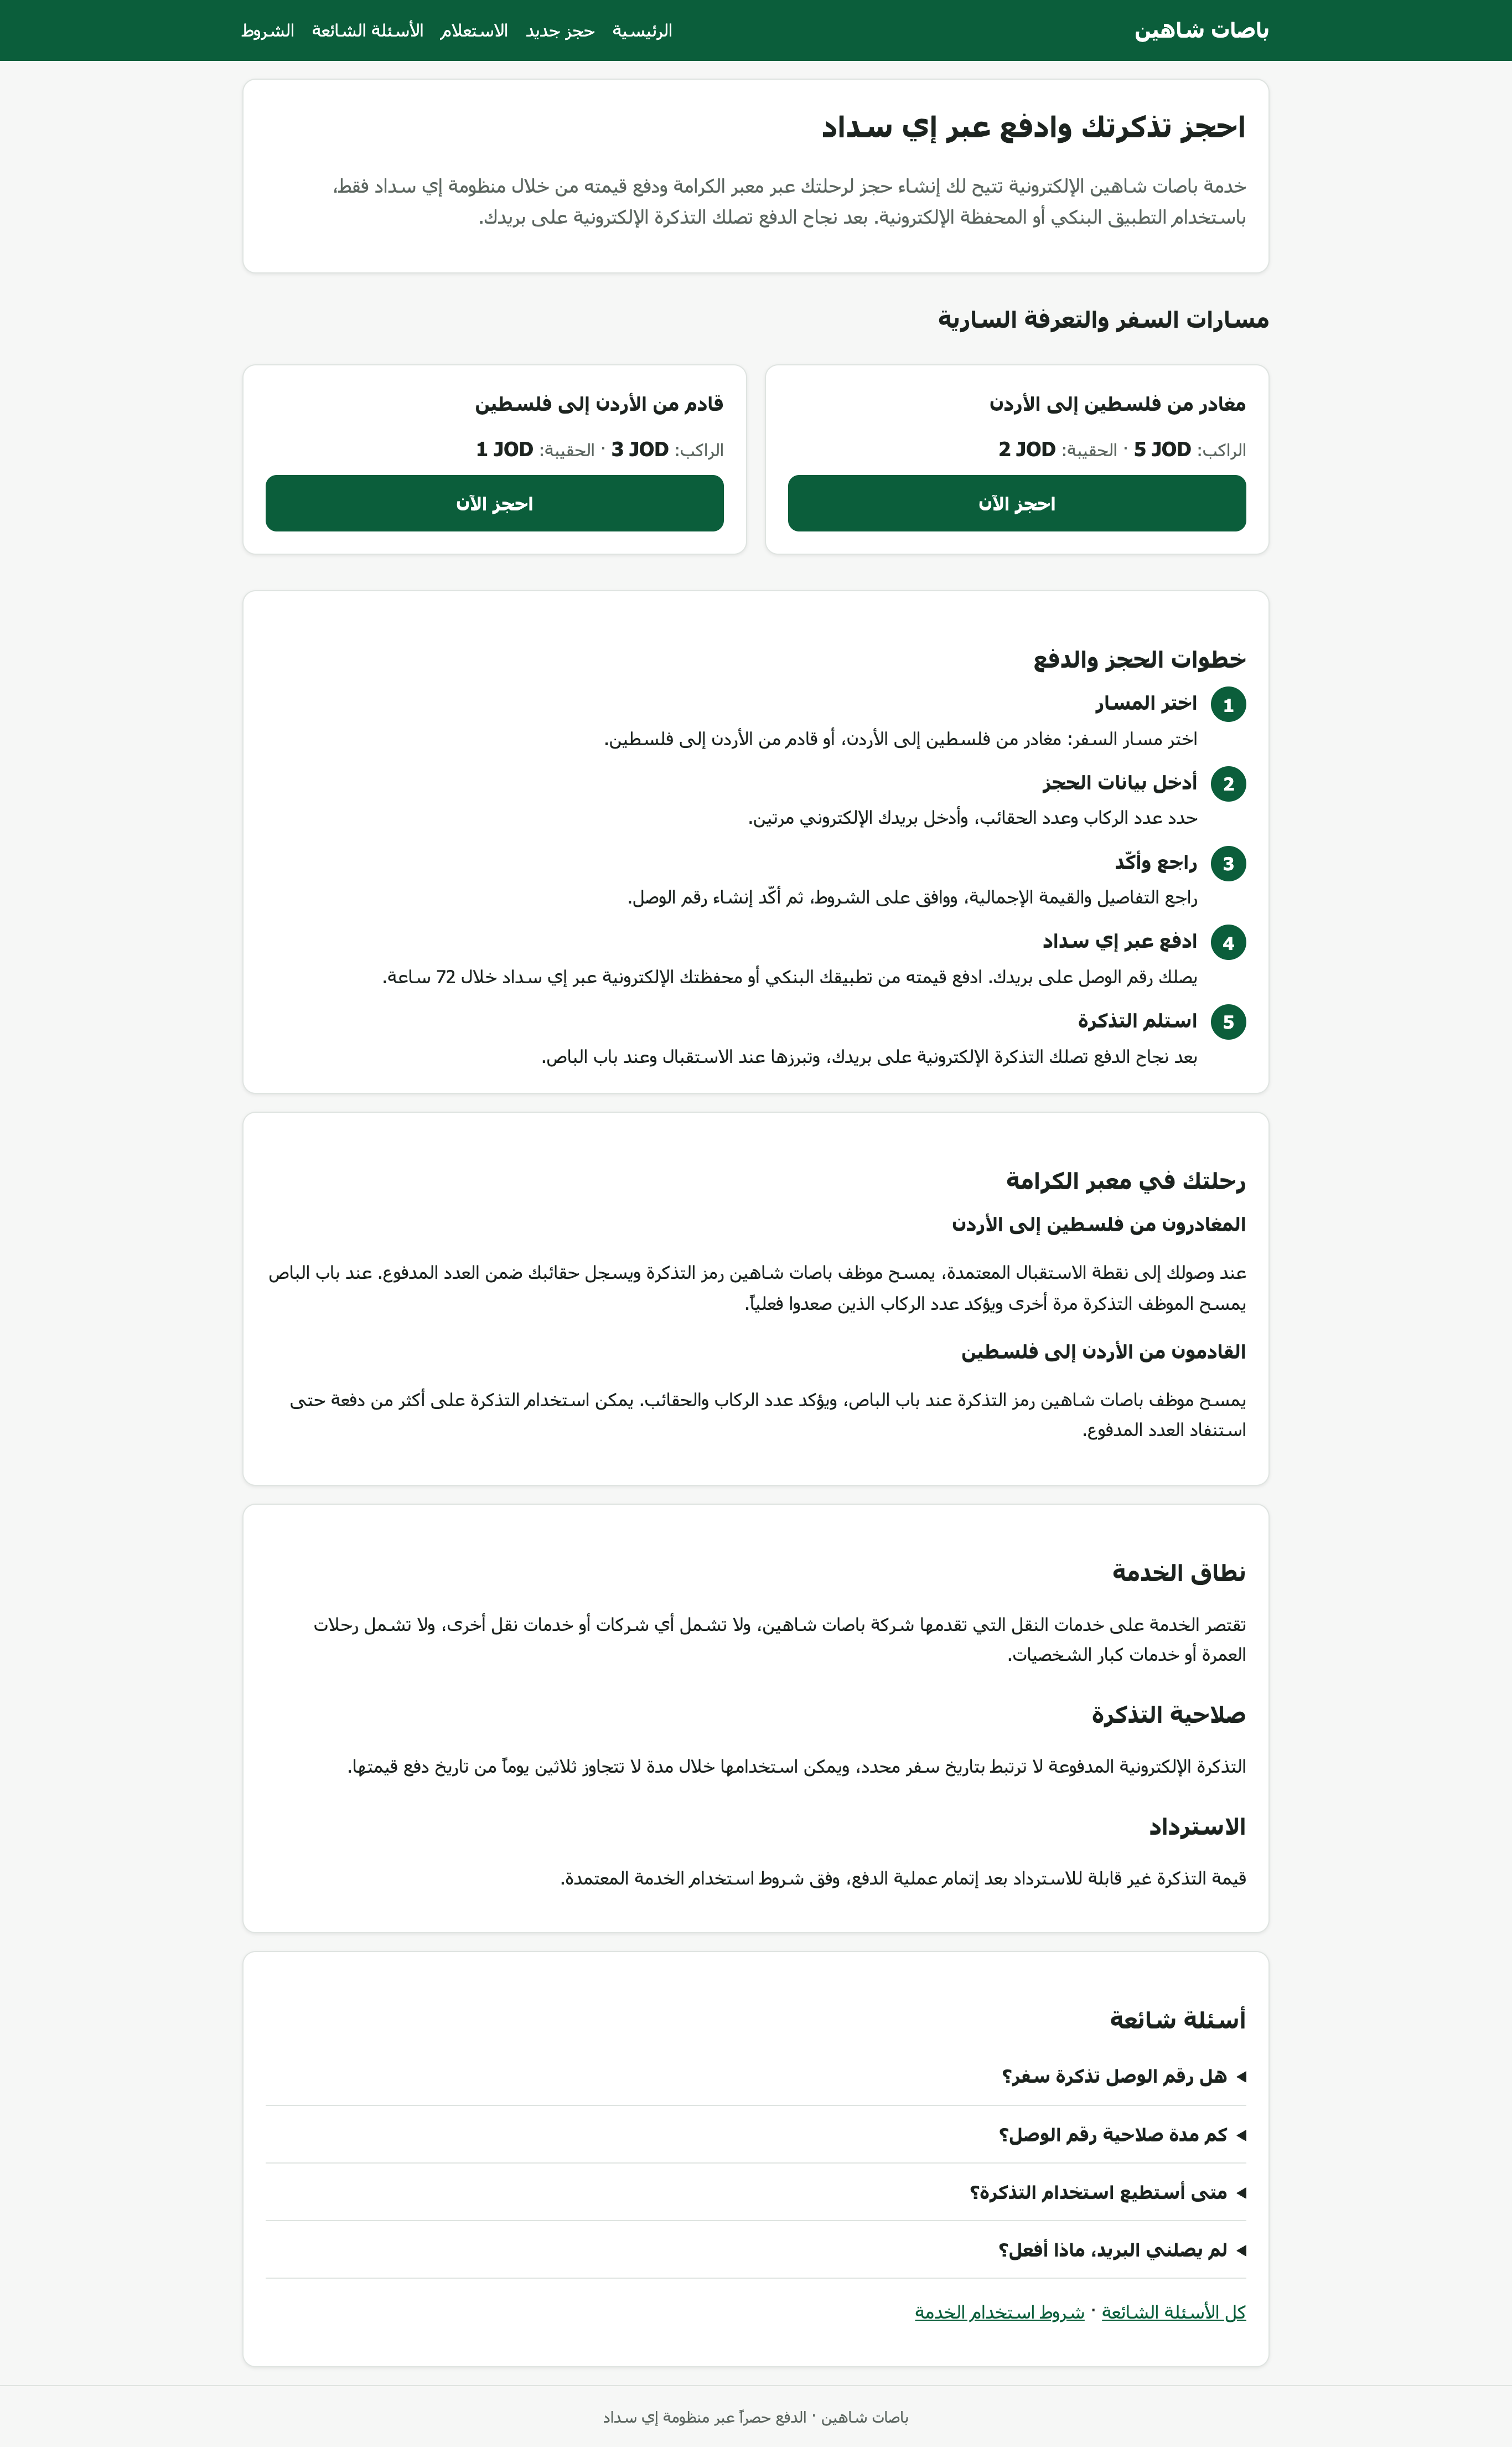 باصات شاهين
الرئيسية
حجز جديد
الاستعلام
الأسئلة الشائعة
الشروط
احجز تذكرتك وادفع عبر إي سداد
خدمة باصات شاهين الإلكترونية تتيح لك إنشاء حجز لرحلتك عبر معبر الكرامة ودفع قيمته من خلال منظومة إي سداد فقط،
باستخدام التطبيق البنكي أو المحفظة الإلكترونية. بعد نجاح الدفع تصلك التذكرة الإلكترونية على بريدك.
مسارات السفر والتعرفة السارية
مغادر من فلسطين إلى الأردن
الراكب: 5 JOD · الحقيبة: 2 JOD
احجز الآن
قادم من الأردن إلى فلسطين
الراكب: 3 JOD · الحقيبة: 1 JOD
احجز الآن
خطوات الحجز والدفع
1 اختر المسار
اختر مسار السفر: مغادر من فلسطين إلى الأردن، أو قادم من الأردن إلى فلسطين.
2 أدخل بيانات الحجز
حدد عدد الركاب وعدد الحقائب، وأدخل بريدك الإلكتروني مرتين.
3 راجع وأكّد
راجع التفاصيل والقيمة الإجمالية، ووافق على الشروط، ثم أكّد إنشاء رقم الوصل.
4 ادفع عبر إي سداد
يصلك رقم الوصل على بريدك. ادفع قيمته من تطبيقك البنكي أو محفظتك الإلكترونية عبر إي سداد خلال 72 ساعة.
5 استلم التذكرة
بعد نجاح الدفع تصلك التذكرة الإلكترونية على بريدك، وتبرزها عند الاستقبال وعند باب الباص.
رحلتك في معبر الكرامة
المغادرون من فلسطين إلى الأردن
عند وصولك إلى نقطة الاستقبال المعتمدة، يمسح موظف باصات شاهين رمز التذكرة ويسجل حقائبك ضمن العدد المدفوع. عند باب الباص
يمسح الموظف التذكرة مرة أخرى ويؤكد عدد الركاب الذين صعدوا فعلياً.
القادمون من الأردن إلى فلسطين
يمسح موظف باصات شاهين رمز التذكرة عند باب الباص، ويؤكد عدد الركاب والحقائب. يمكن استخدام التذكرة على أكثر من دفعة حتى
استنفاد العدد المدفوع.
نطاق الخدمة
تقتصر الخدمة على خدمات النقل التي تقدمها شركة باصات شاهين، ولا تشمل أي شركات أو خدمات نقل أخرى، ولا تشمل رحلات
العمرة أو خدمات كبار الشخصيات.
صلاحية التذكرة
التذكرة الإلكترونية المدفوعة لا ترتبط بتاريخ سفر محدد، ويمكن استخدامها خلال مدة لا تتجاوز ثلاثين يوماً من تاريخ دفع قيمتها.
الاسترداد
قيمة التذكرة غير قابلة للاسترداد بعد إتمام عملية الدفع، وفق شروط استخدام الخدمة المعتمدة.
أسئلة شائعة
هل رقم الوصل تذكرة سفر؟
كم مدة صلاحية رقم الوصل؟
متى أستطيع استخدام التذكرة؟
لم يصلني البريد، ماذا أفعل؟
كل الأسئلة الشائعة · شروط استخدام الخدمة
باصات شاهين · الدفع حصراً عبر منظومة إي سداد